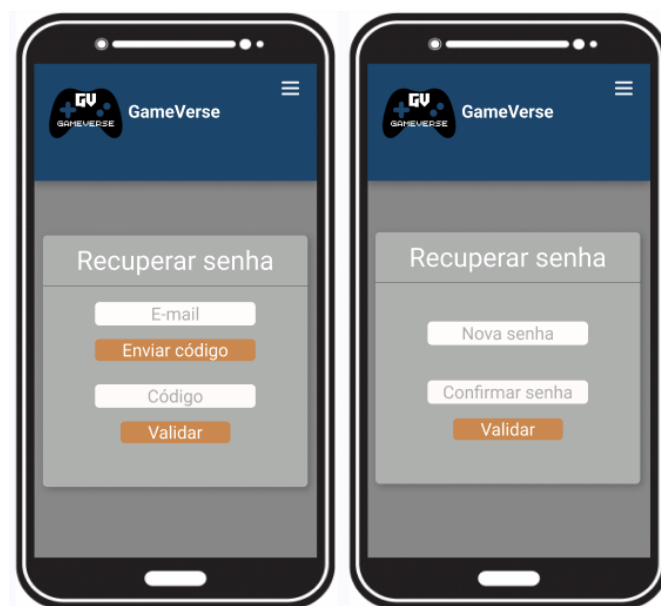 GV
GAMEVERSE
GameVerse
Recuperar senha
E-mail
Enviar código
Código
Validar
GV
GAMEVERSE
GameVerse
Recuperar senha
Nova senha
Confirmar senha
Validar